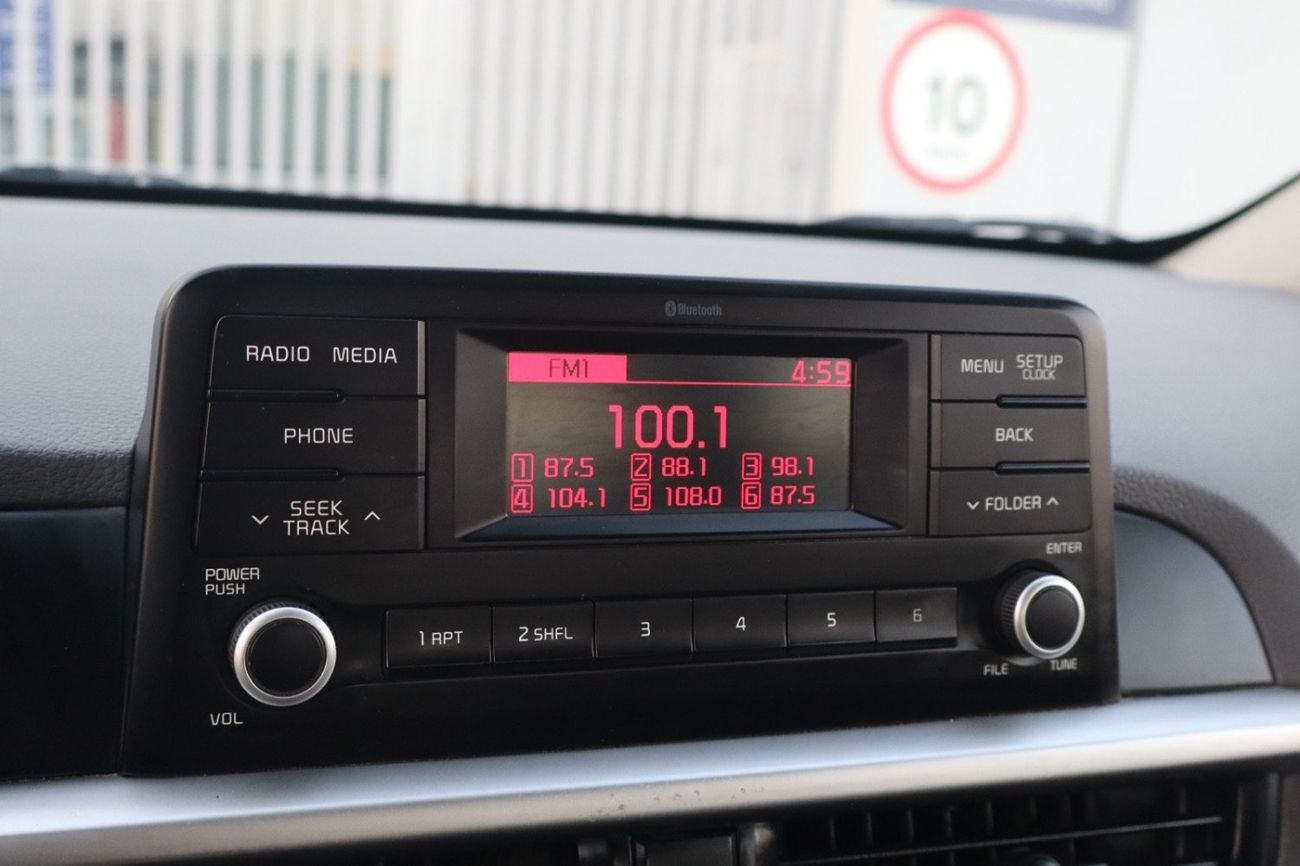 10
Bluetooth
RADIO MEDIA
PHONE
SEEK
TRACK
POWER
PUSH
VOL
FM1 4:59
100.1
1 87.5 2 88.1 3 98.1
4 104.1 5 108.0 6 87.5
MENU SETUP
CLOCK
BACK
FOLDER
ENTER
1 RPT 2 SHFL 3 4 5 6
FILE TUNE